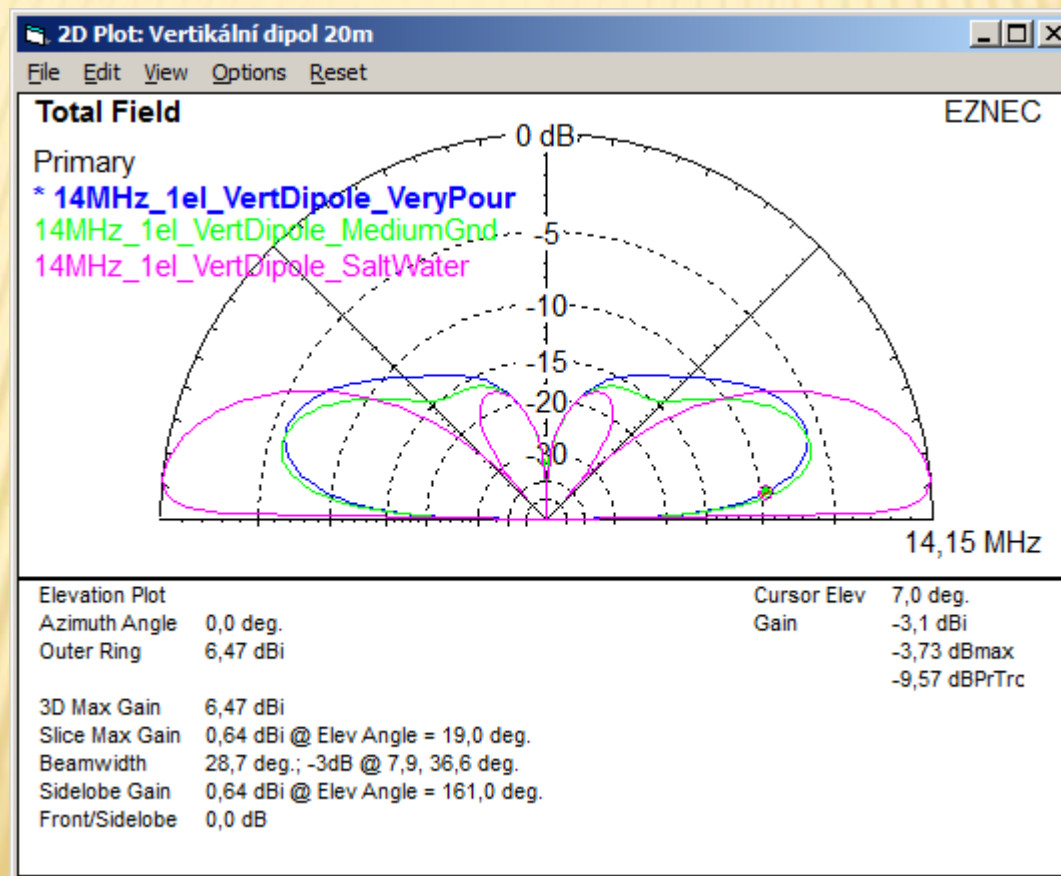 2D Plot: Vertikální dipol 20m
File Edit View Options Reset
Total Field
EZNEC
0 dB
Primary
* 14MHz_1el_VertDipole_VeryPour
14MHz_1el_VertDipole_MediumGnd
14MHz_1el_VertDipole_SaltWater
-5
-10
-15
-20
-30
14,15 MHz
Elevation Plot
Azimuth Angle 0,0 deg.
Outer Ring 6,47 dBi
3D Max Gain 6,47 dBi
Slice Max Gain 0,64 dBi @ Elev Angle = 19,0 deg.
Beamwidth 28,7 deg.; -3dB @ 7,9, 36,6 deg.
Sidelobe Gain 0,64 dBi @ Elev Angle = 161,0 deg.
Front/Sidelobe 0,0 dB
Cursor Elev 7,0 deg.
Gain -3,1 dBi
-3,73 dBmax
-9,57 dBPrTrc